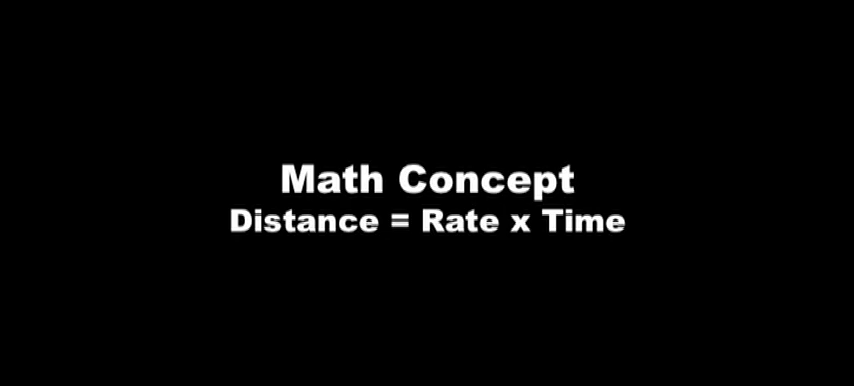 Math Concept
Distance = Rate x Time